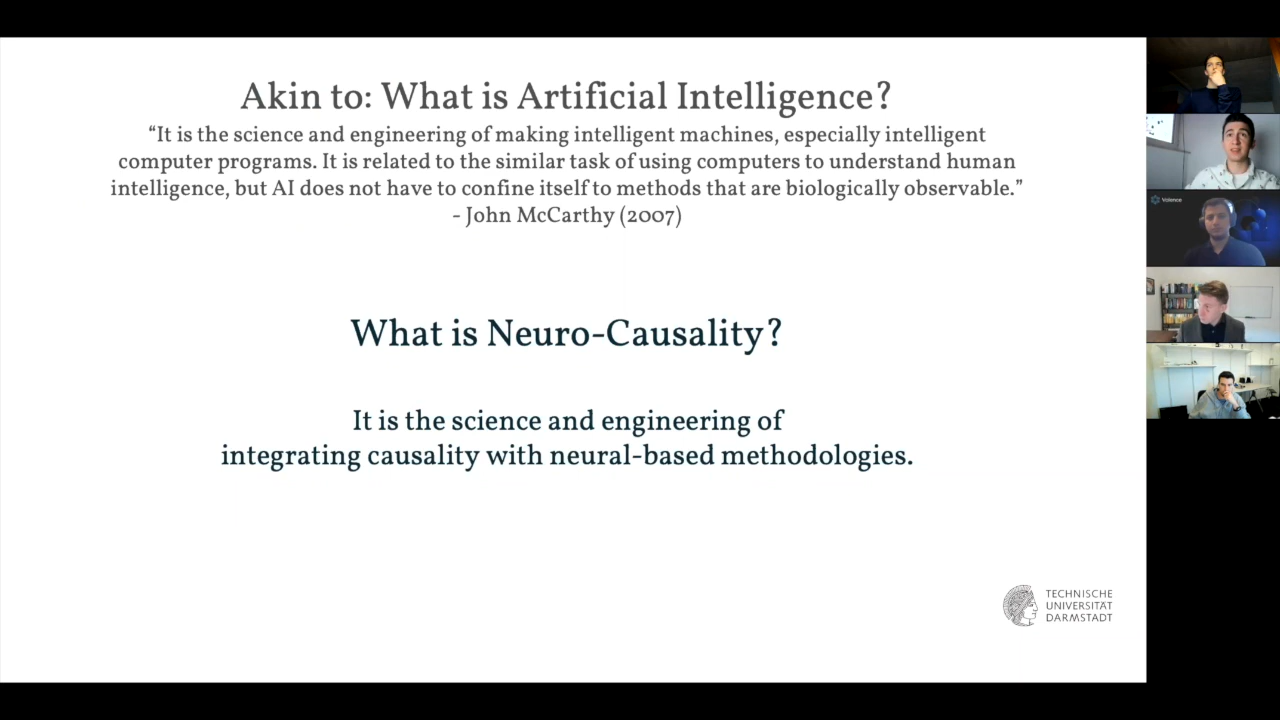 Akin to: What is Artificial Intelligence?
“It is the science and engineering of making intelligent machines, especially intelligent
computer programs. It is related to the similar task of using computers to understand human
intelligence, but AI does not have to confine itself to methods that are biologically observable.”
- John McCarthy (2007)
What is Neuro-Causality?
It is the science and engineering of
integrating causality with neural-based methodologies.
TECHNISCHE
UNIVERSITÄT
DARMSTADT
Valence